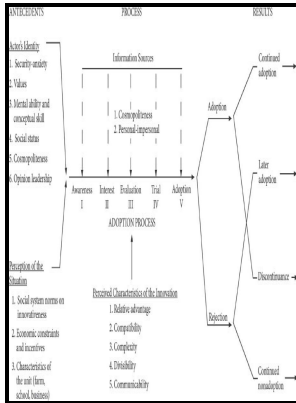 ANTECEDENTS
PROCESS
RESULTS
Actor's Identity
1. Security-anxiety
2. Values
3. Mental ability and
conceptual skill
4. Social status
5. Cosmopoliteness
6. Opinion leadership
Perception of the
Situation
1. Social system norms on
innovativeness
2. Economic constraints
and incentives
3. Characteristics of
the unit (farm,
school, business)
Information Sources
1. Cosmopoliteness
2. Personal-impersonal
Awareness Interest Evaluation Trial Adoption
I II III IV V
ADOPTION PROCESS
Perceived Characteristics of the Innovation
1. Relative advantage
2. Compatibility
3. Complexity
4. Divisibility
5. Communicability
Adoption
Rejection
Continued
adoption
Later
adoption
Discontinuance
Continued
nonadoption